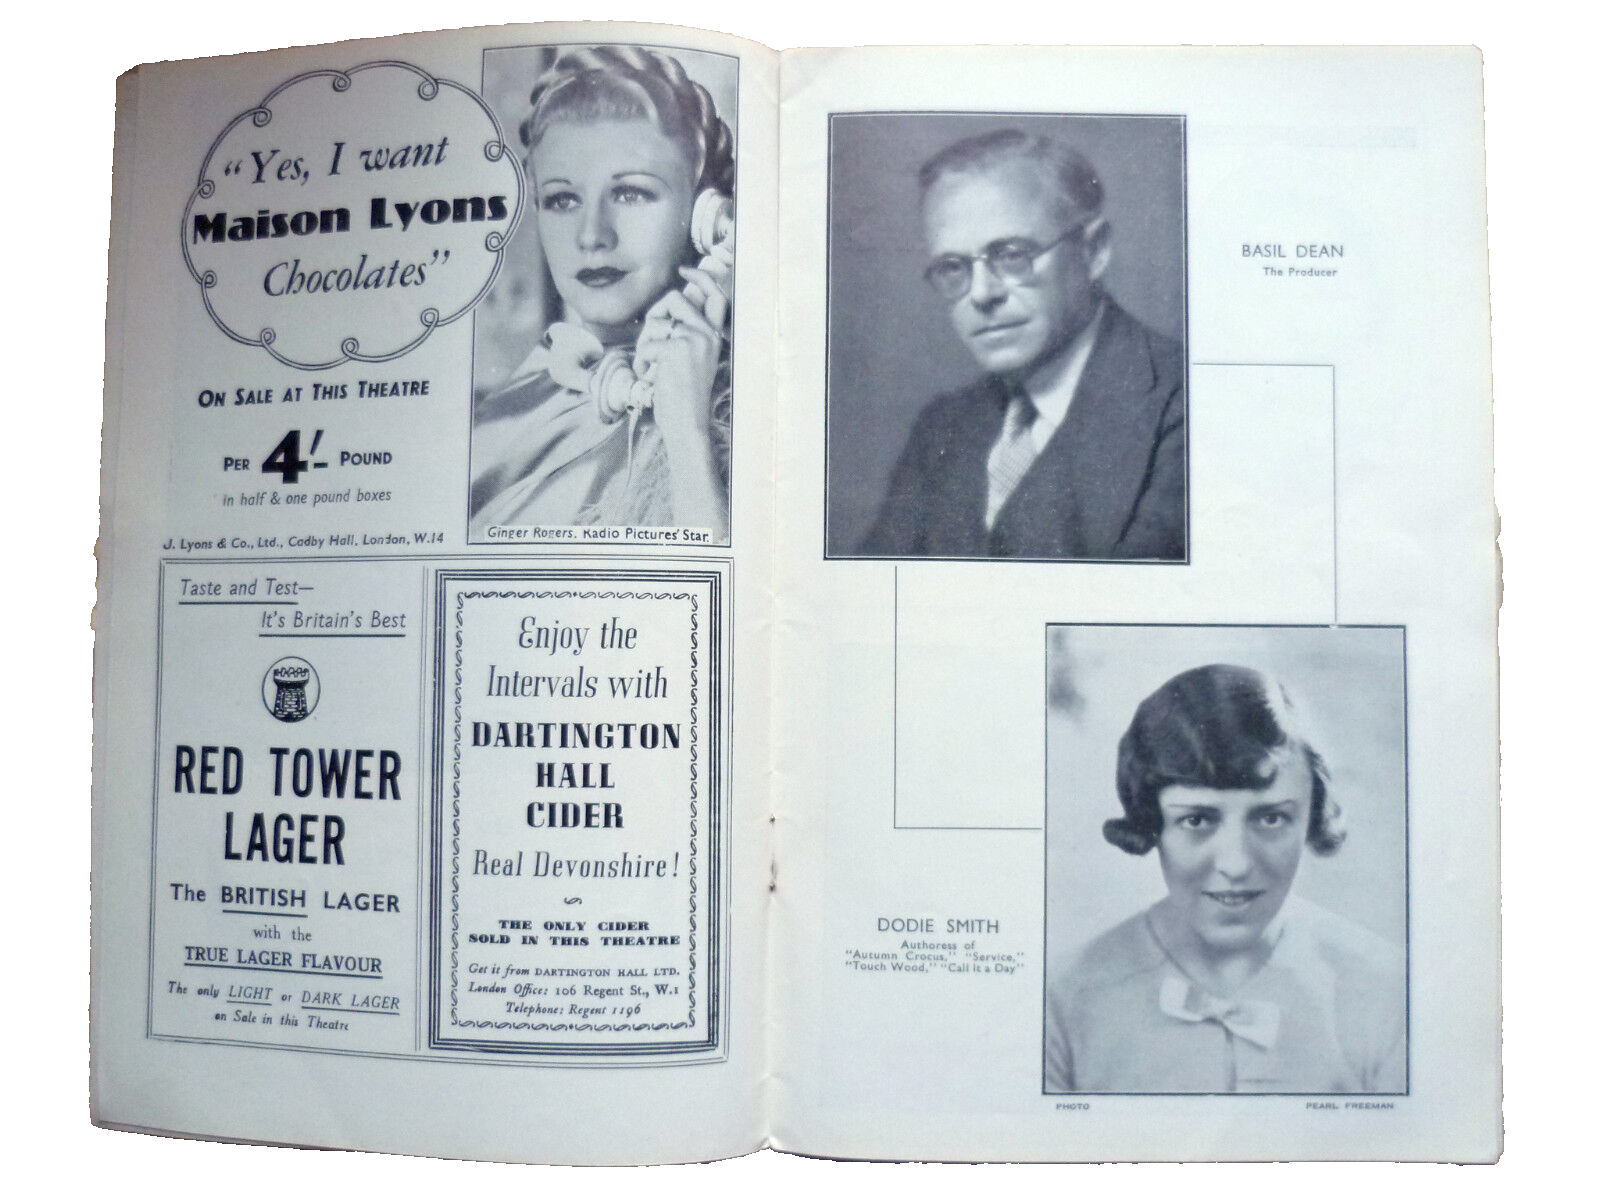 "Yes, I want
Maison Lyons
Chocolates"
ON SALE AT THIS THEATRE
PER 4/- POUND
in half & one pound boxes
J. Lyons & Co., Ltd., Cadby Hall, London, W.14
Ginger Rogers, Radio Pictures' Star.
Taste and Test—
It's Britain's Best
RED TOWER
LAGER
The BRITISH LAGER
with the
TRUE LAGER FLAVOUR
The only LIGHT or DARK LAGER
on Sale in this Theatre
Enjoy the
Intervals with
DARTINGTON
HALL
CIDER
Real Devonshire!
THE ONLY CIDER
SOLD IN THIS THEATRE
Get it from DARTINGTON HALL LTD.
London Office: 106 Regent St., W.1
Telephone: Regent 1196
BASIL DEAN
The Producer
DODIE SMITH
Authoress of
"Autumn Crocus," "Service,"
"Touch Wood," "Call it a Day"
PHOTO PEARL FREEMAN